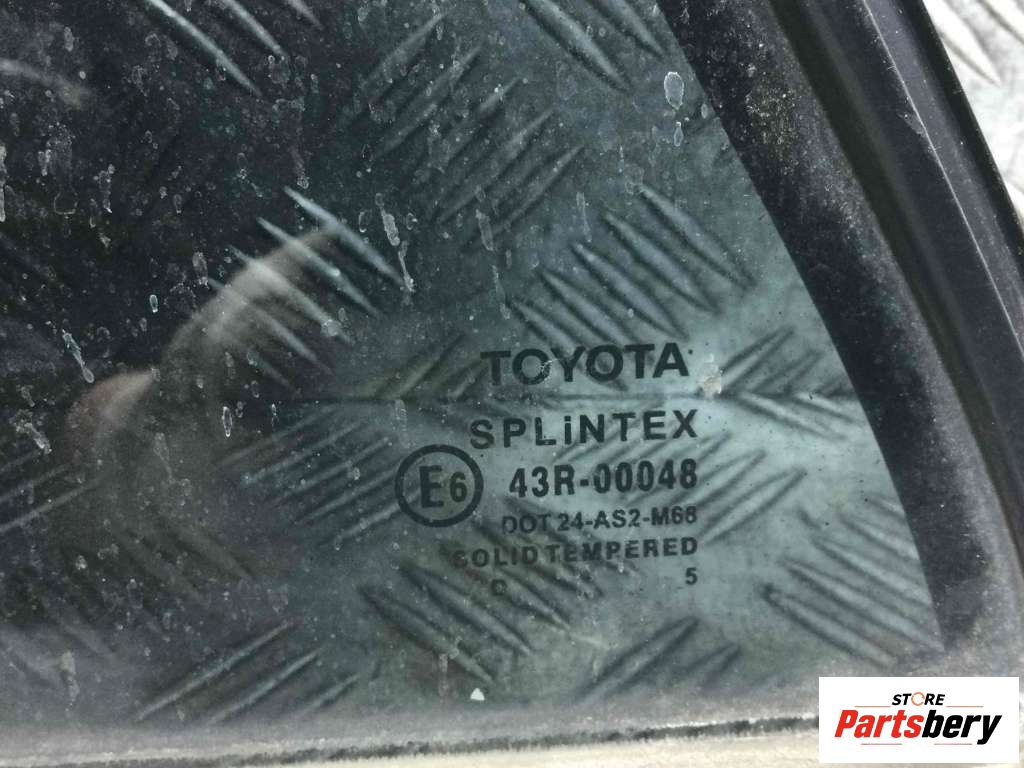 TOYOTA
SPLiNTEX
E6 43R-00048
DOT 24-AS2-M68
SOLID TEMPERED
5
STORE
Partsbery